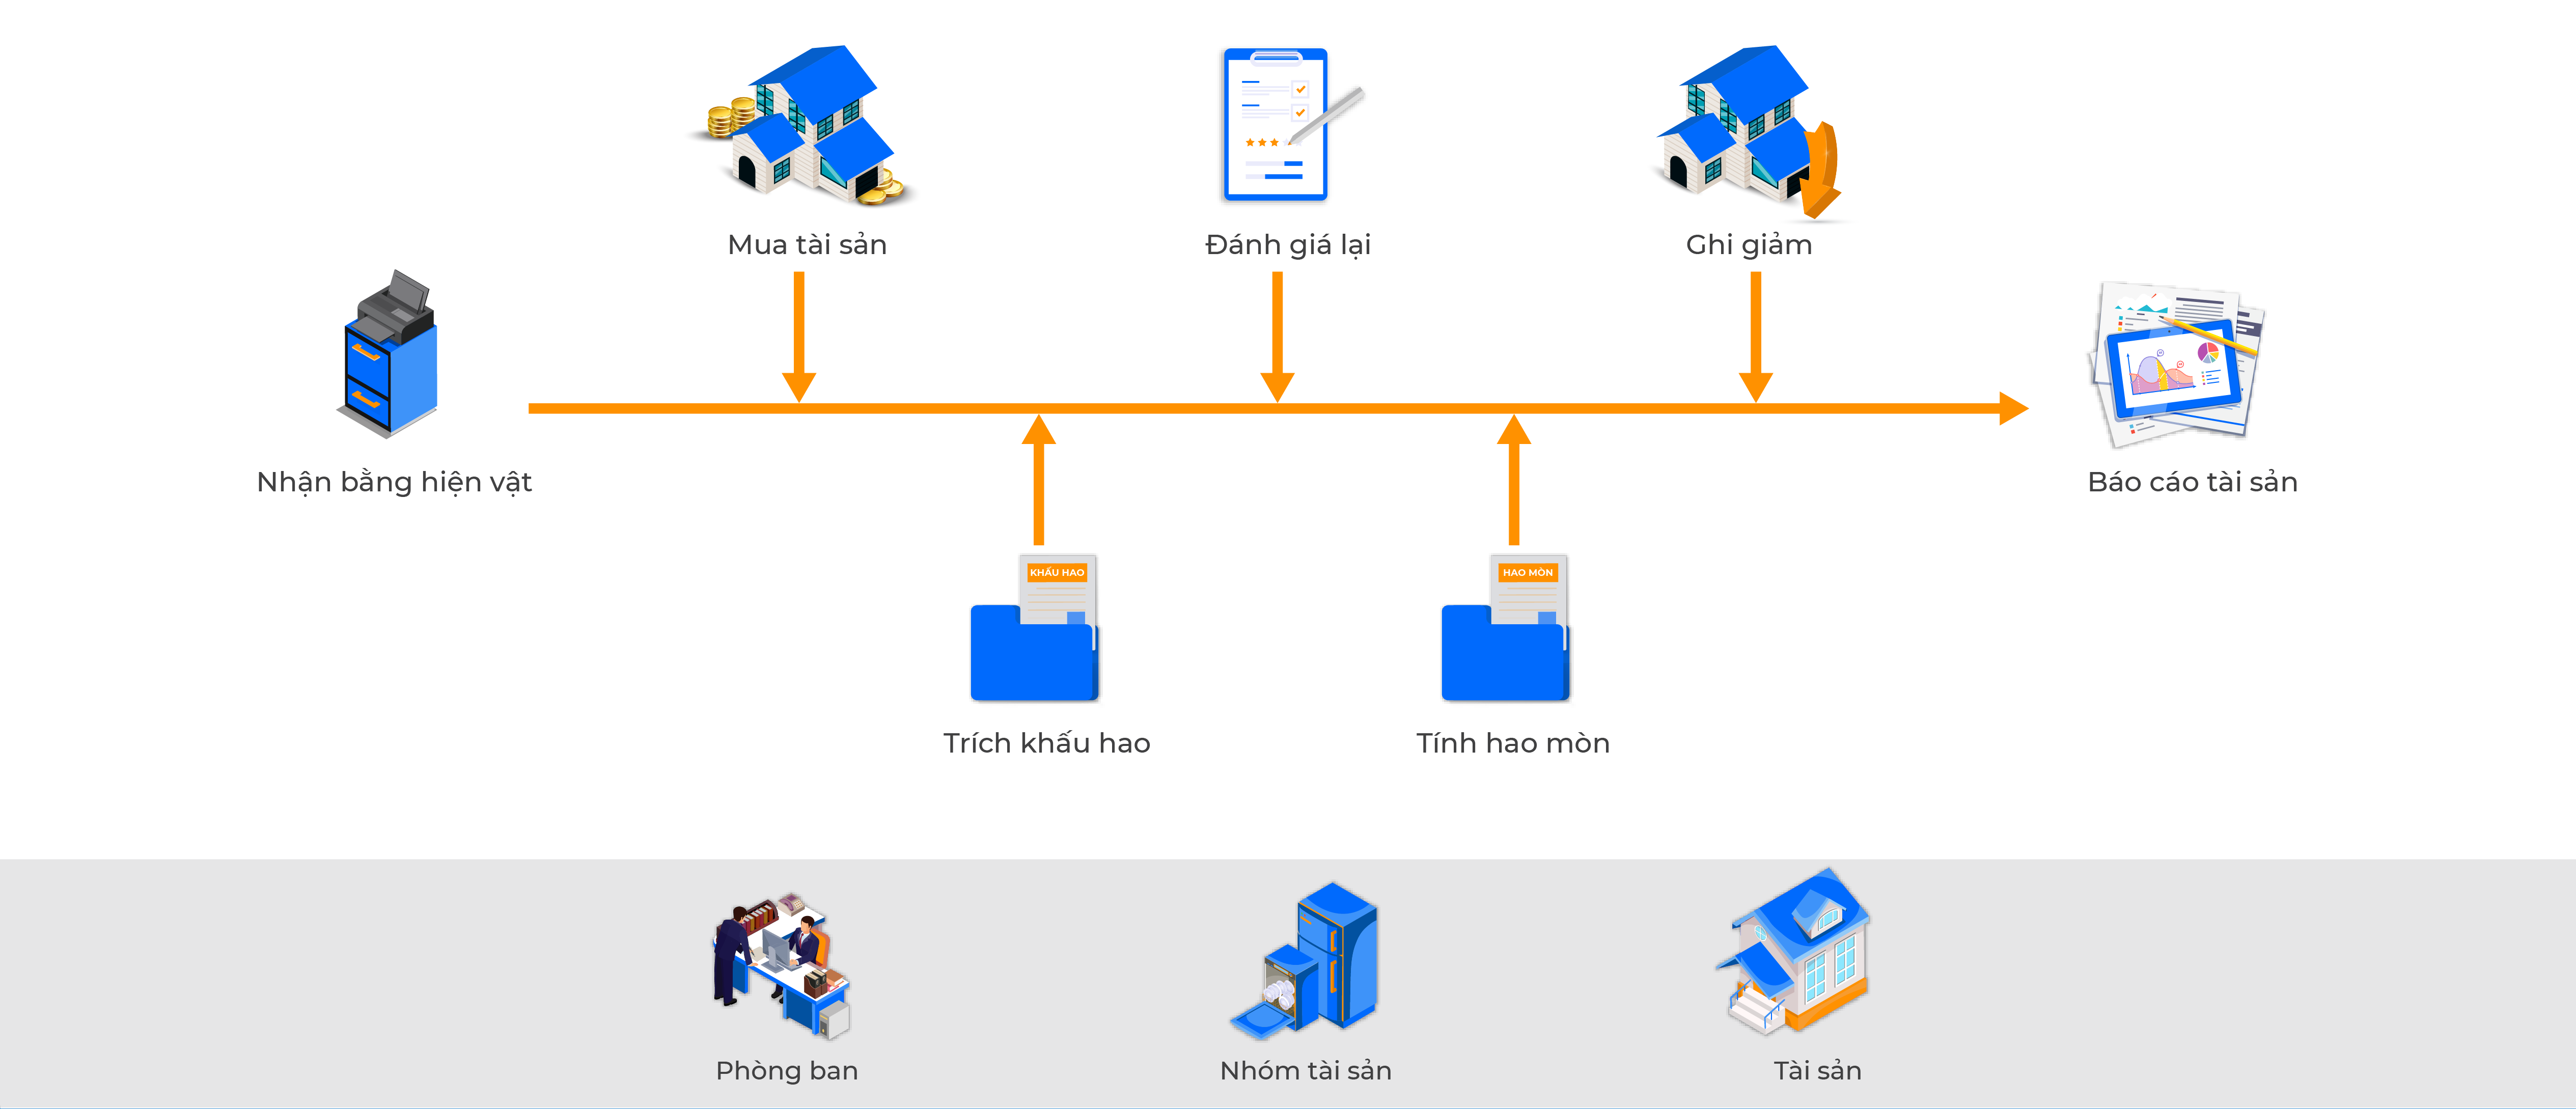 Mua tài sản
Đánh giá lại
Ghi giảm
Nhận bằng hiện vật
Báo cáo tài sản
KHẤU HAO
HAO MÒN
Trích khấu hao
Tính hao mòn
Phòng ban
Nhóm tài sản
Tài sản